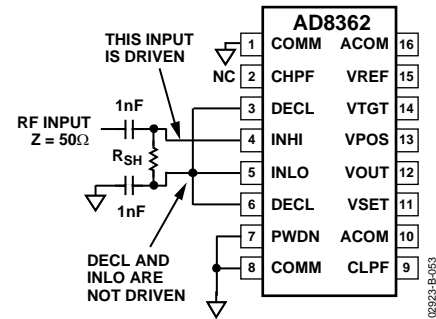 AD8362
THIS INPUT
IS DRIVEN
1 COMM ACOM 16
NC 2 CHPF VREF 15
1nF
3 DECL VTGT 14
RF INPUT
Z = 50Ω
4 INHI VPOS 13
RSH
5 INLO VOUT 12
1nF
6 DECL VSET 11
DECL AND
INLO ARE
NOT DRIVEN
7 PWDN ACOM 10
8 COMM CLPF 9
02923-B-053